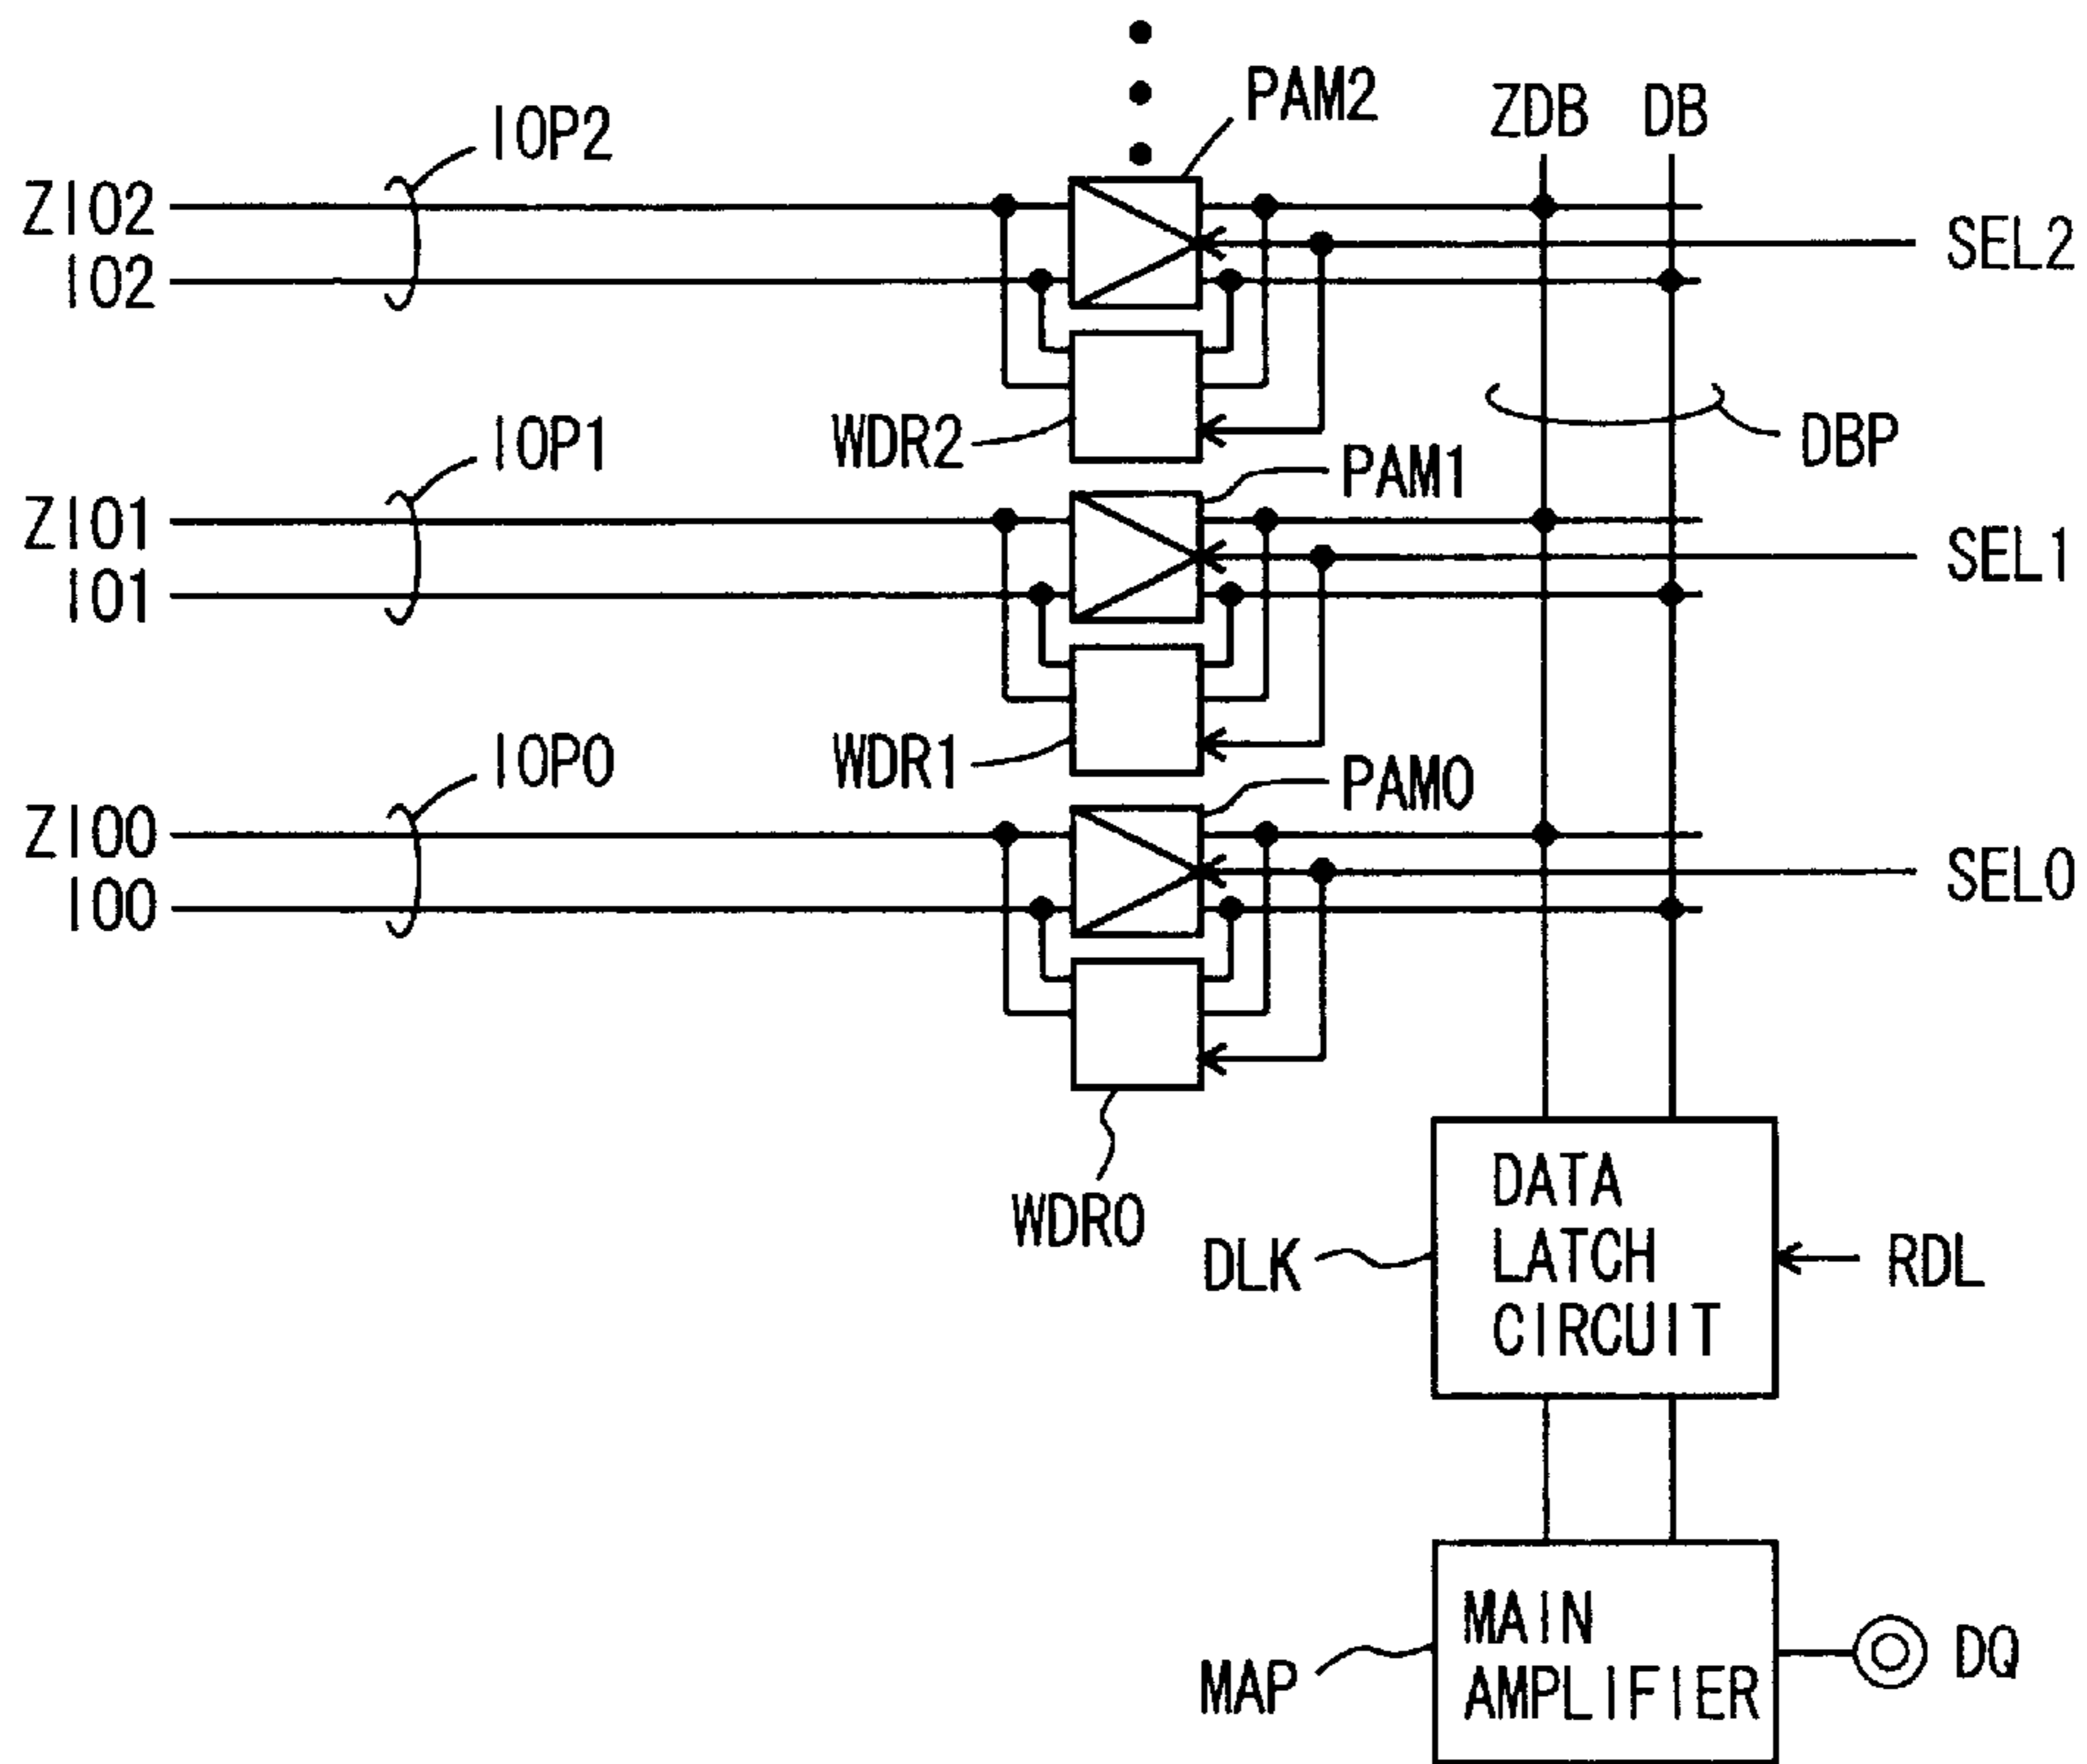 PAM2
ZDB DB
IOP2
ZIO2
SEL2
IO2
IOP1
WDR2
DBP
PAM1
ZIO1
SEL1
IO1
IOP0
WDR1
PAM0
ZIO0
SEL0
IO0
WDR0
DATA
LATCH
CIRCUIT
DLK
RDL
MAIN
AMPLIFIER
MAP
DQ